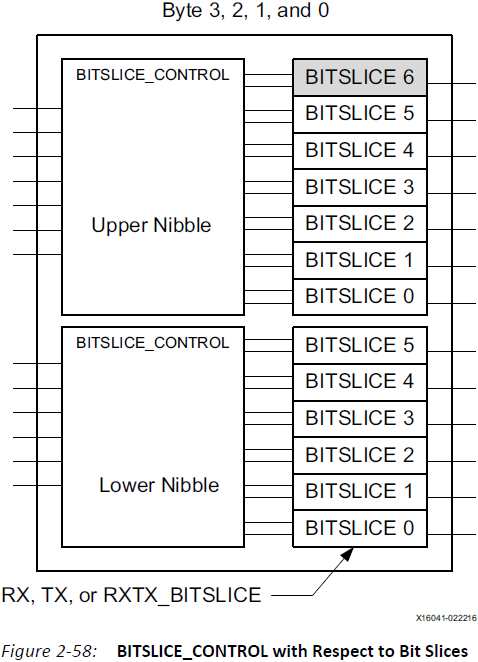 Byte 3, 2, 1, and 0
BITSLICE_CONTROL
Upper Nibble
BITSLICE 6
BITSLICE 5
BITSLICE 4
BITSLICE 3
BITSLICE 2
BITSLICE 1
BITSLICE 0
BITSLICE_CONTROL
Lower Nibble
BITSLICE 5
BITSLICE 4
BITSLICE 3
BITSLICE 2
BITSLICE 1
BITSLICE 0
RX, TX, or RXTX_BITSLICE
X16041-022216
Figure 2-58: BITSLICE_CONTROL with Respect to Bit Slices